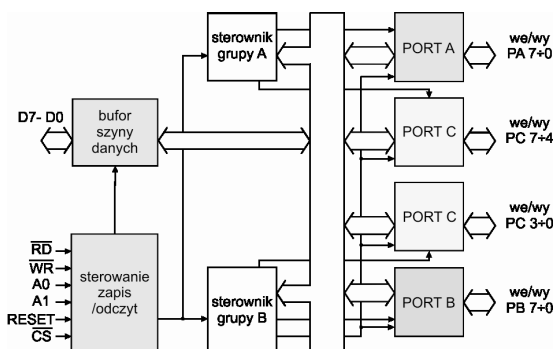 sterownik
grupy A
PORT A
we/wy
PA 7÷0
D7- D0
bufor
szyny
danych
PORT C
we/wy
PC 7÷4
PORT C
we/wy
PC 3÷0
RD
WR
A0
A1
RESET
CS
sterowanie
zapis
/odczyt
sterownik
grupy B
PORT B
we/wy
PB 7÷0